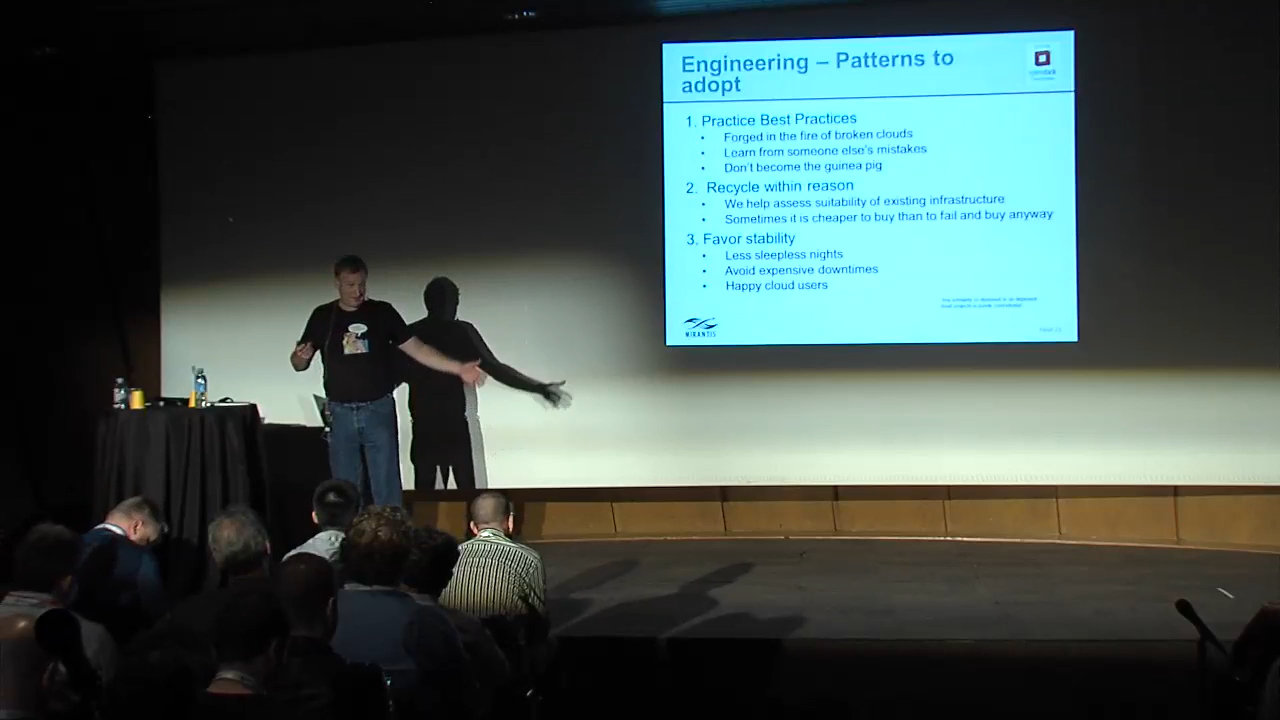 Engineering – Patterns to
adopt
1. Practice Best Practices
• Forged in the fire of broken clouds
• Learn from someone else's mistakes
• Don't become the guinea pig
2. Recycle within reason
• We help assess suitability of existing infrastructure
• Sometimes it is cheaper to buy than to fail and buy anyway
3. Favor stability
• Less sleepless nights
• Avoid expensive downtimes
• Happy cloud users
MIRANTIS